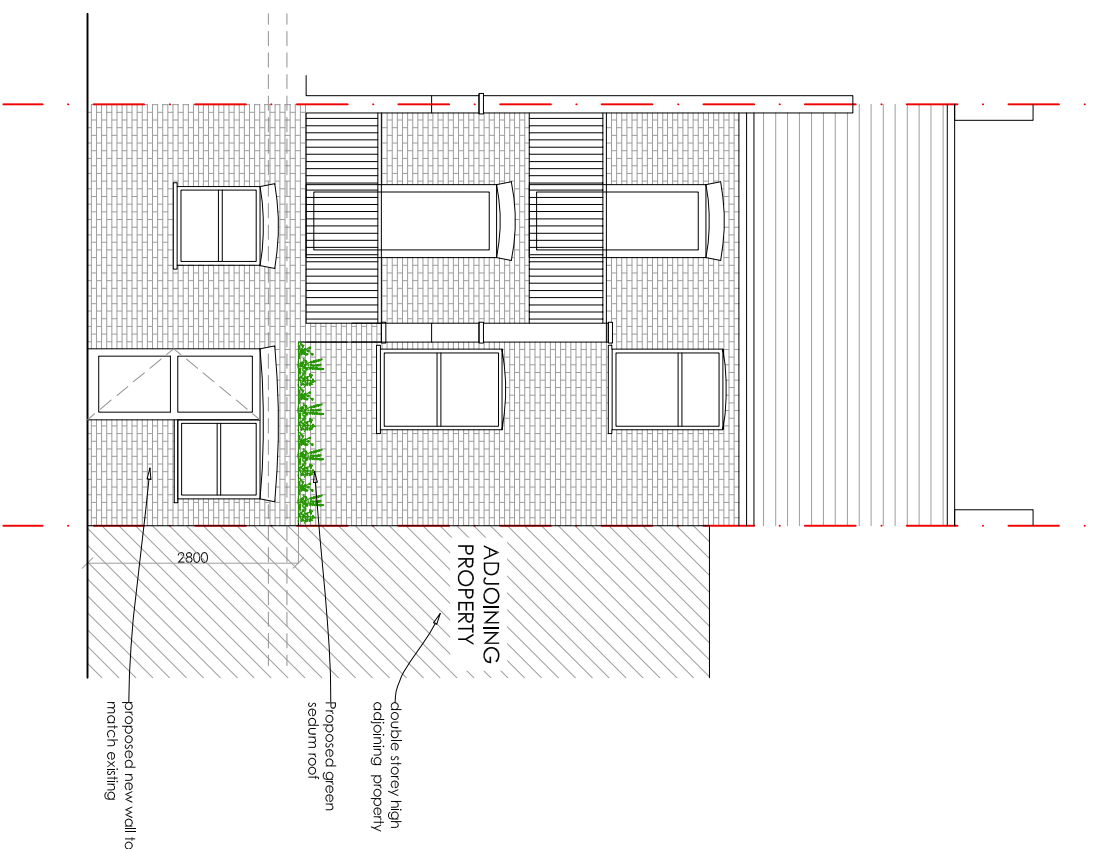 ADJOINING
PROPERTY
double storey high
adjoining property
Proposed green
sedum roof
proposed new wall to
match existing
2800